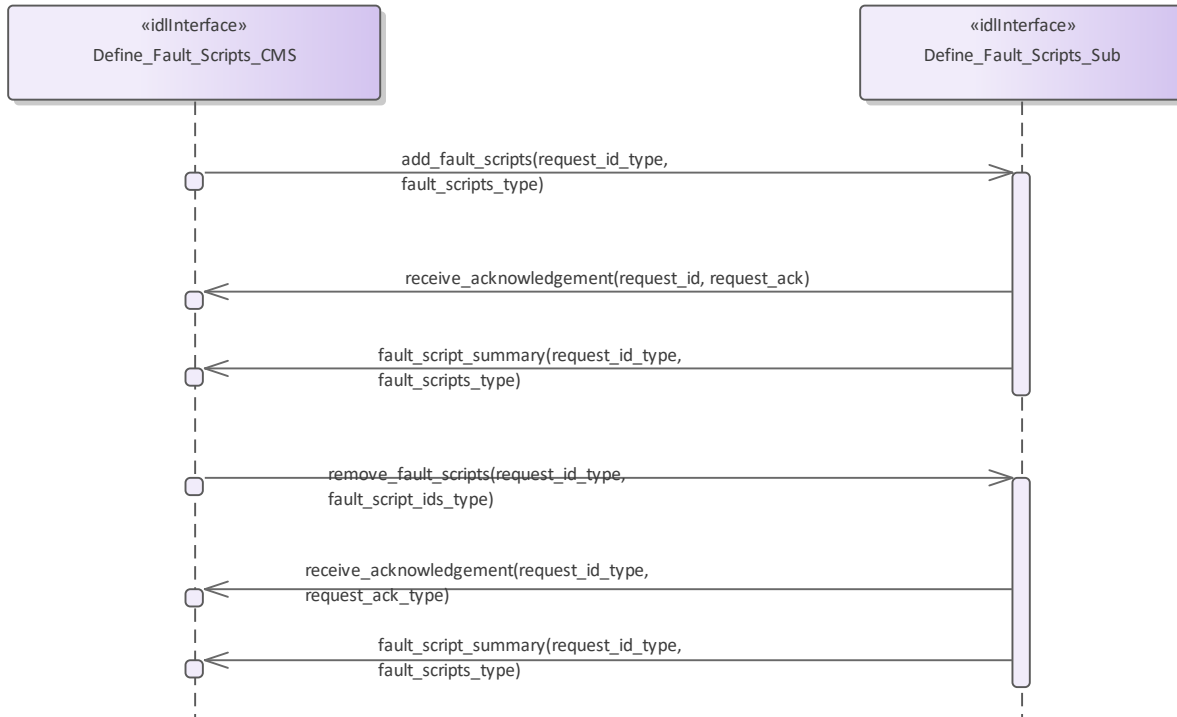 «idlInterface»
Define_Fault_Scripts_CMS
«idlInterface»
Define_Fault_Scripts_Sub
add_fault_scripts(request_id_type,
fault_scripts_type)
receive_acknowledgement(request_id, request_ack)
fault_script_summary(request_id_type,
fault_scripts_type)
remove_fault_scripts(request_id_type,
fault_script_ids_type)
receive_acknowledgement(request_id_type,
request_ack_type)
fault_script_summary(request_id_type,
fault_scripts_type)